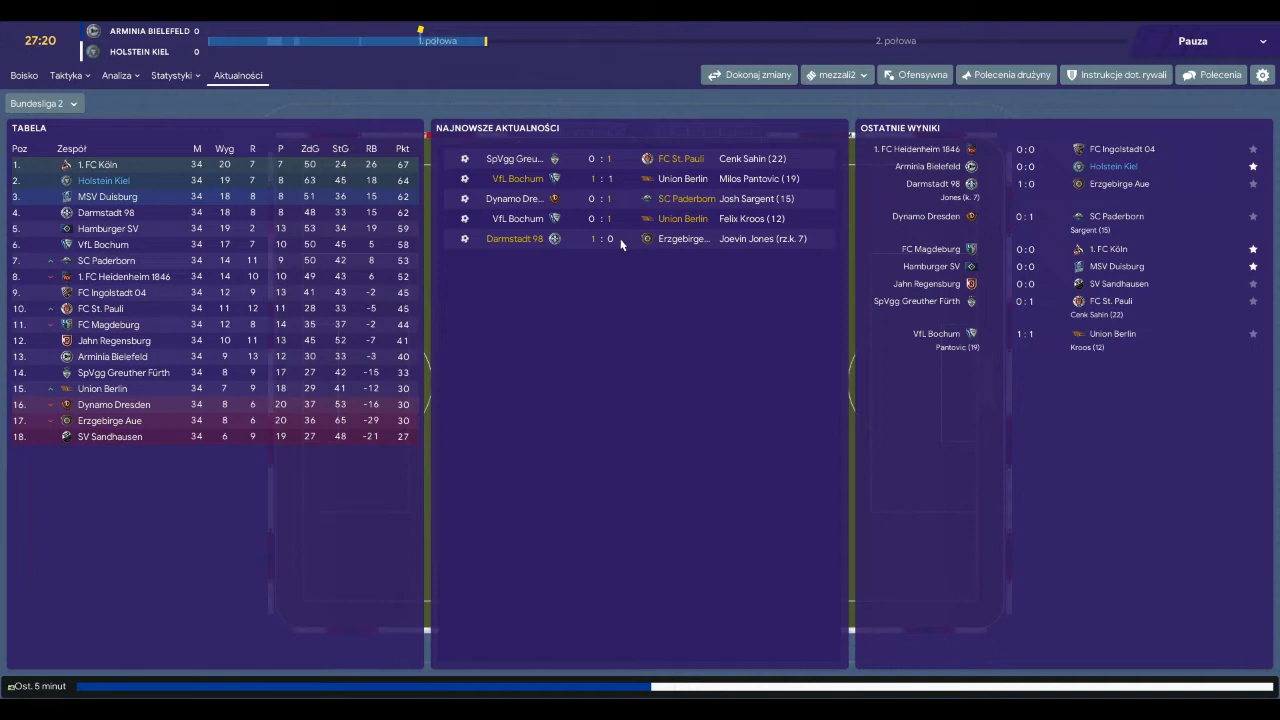 27:20
ARMINIA BIELEFELD 0
HOLSTEIN KIEL 0
1. połowa
2. połowa
Pauza
Boisko Taktyka Analiza Statystyki Aktualności
Dokonaj zmiany mezzali2 Ofensywna Polecenia drużyny Instrukcje dot. rywali Polecenia
Bundesliga 2
TABELA
Poz Zespół M Wyg R P ZdG StG RB Pkt
1. 1. FC Köln 34 20 7 7 50 24 26 67
2. Holstein Kiel 34 19 7 8 63 45 18 64
3. MSV Duisburg 34 18 8 8 51 36 15 62
4. Darmstadt 98 34 18 8 8 48 33 15 62
5. Hamburger SV 34 19 2 13 53 34 19 59
6. VfL Bochum 34 17 7 10 50 45 5 58
7. SC Paderborn 34 14 11 9 50 42 8 53
8. 1. FC Heidenheim 1846 34 14 10 10 49 43 6 52
9. FC Ingolstadt 04 34 12 9 13 41 43 -2 45
10. FC St. Pauli 34 11 12 11 28 33 -5 45
11. FC Magdeburg 34 12 8 14 35 37 -2 44
12. Jahn Regensburg 34 10 11 13 45 52 -7 41
13. Arminia Bielefeld 34 9 13 12 30 33 -3 40
14. SpVgg Greuther Fürth 34 8 9 17 27 42 -15 33
15. Union Berlin 34 7 9 18 29 41 -12 30
16. Dynamo Dresden 34 8 6 20 37 53 -16 30
17. Erzgebirge Aue 34 8 6 20 36 65 -29 30
18. SV Sandhausen 34 6 9 19 27 48 -21 27
NAJNOWSZE AKTUALNOŚCI
SpVgg Greu... 0 : 1 FC St. Pauli Cenk Sahin (22)
VfL Bochum 1 : 1 Union Berlin Milos Pantovic (19)
Dynamo Dre... 0 : 1 SC Paderborn Josh Sargent (15)
VfL Bochum 0 : 1 Union Berlin Felix Kroos (12)
Darmstadt 98 1 : 0 Erzgebirge... Joevin Jones (rz.k. 7)
OSTATNIE WYNIKI
1. FC Heidenheim 1846 0:0 FC Ingolstadt 04
Arminia Bielefeld 0:0 Holstein Kiel
Darmstadt 98 1:0 Erzgebirge Aue
Jones (k. 7)
Dynamo Dresden 0:1 SC Paderborn
Sargent (15)
FC Magdeburg 0:0 1. FC Köln
Hamburger SV 0:0 MSV Duisburg
Jahn Regensburg 0:0 SV Sandhausen
SpVgg Greuther Fürth 0:1 FC St. Pauli
Cenk Sahin (22)
VfL Bochum 1:1 Union Berlin
Pantovic (19) Kroos (12)
Ost. 5 minut